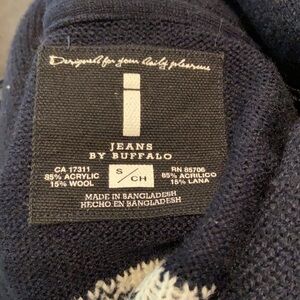 Designed for your daily pleasure
i
JEANS
BY BUFFALO
CA 17311
85% ACRYLIC
15% WOOL
S/CH
RN 85706
85% ACRILICO
15% LANA
MADE IN BANGLADESH
HECHO EN BANGLADESH